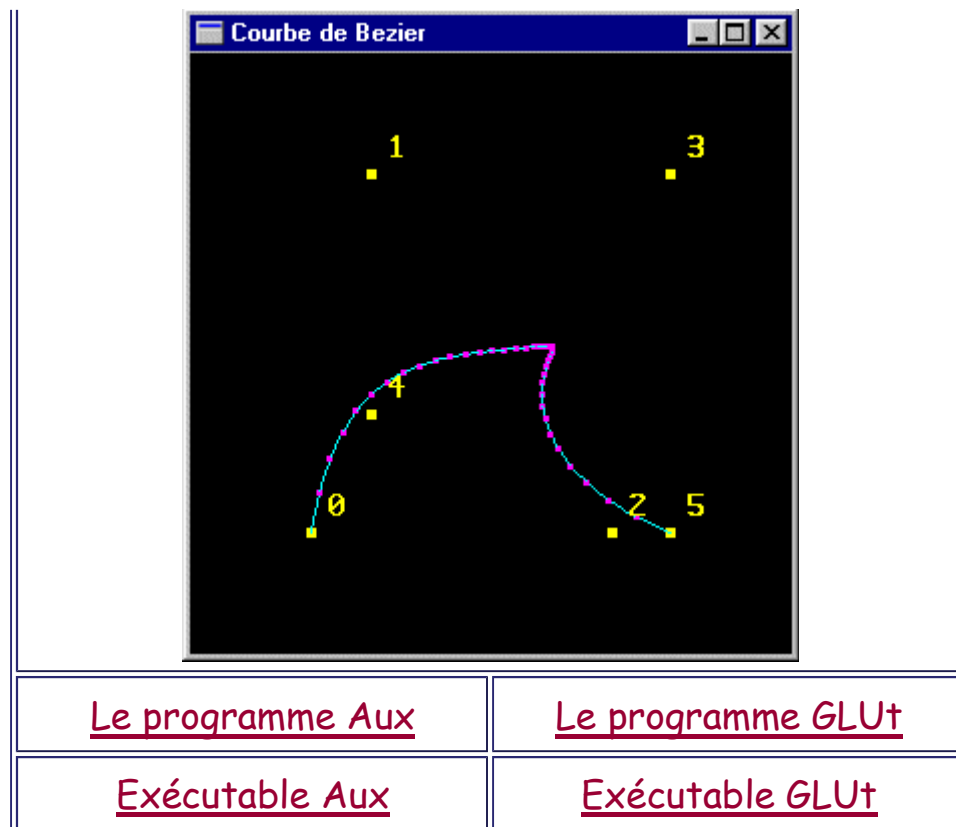 Courbe de Bezier
1 3
4
0 2 5
Le programme Aux Le programme GLUt
Exécutable Aux Exécutable GLUt